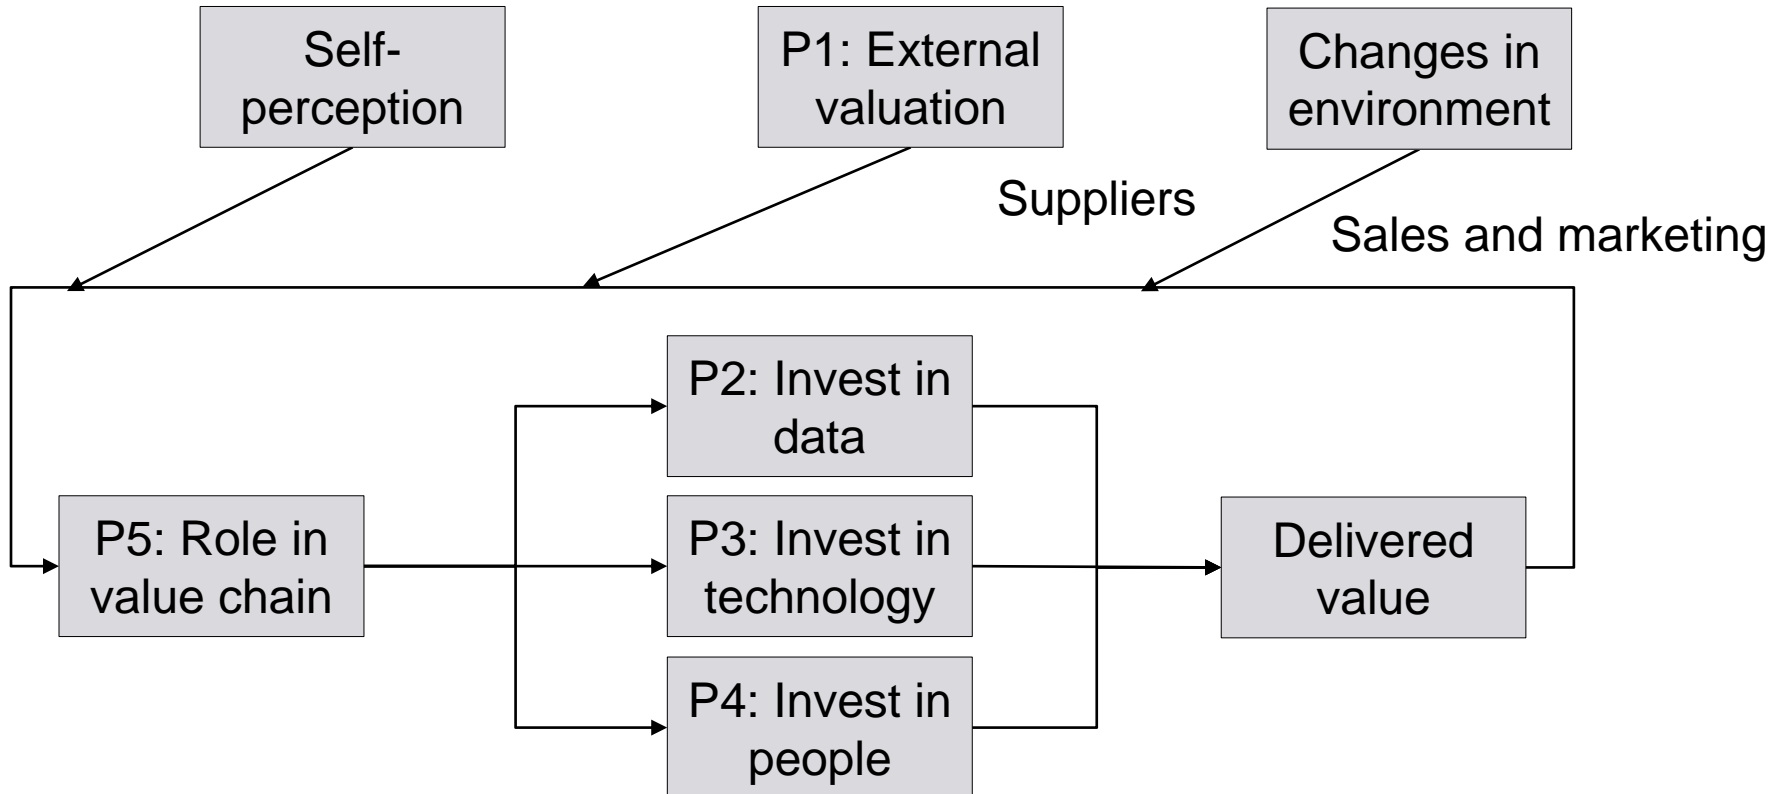 Self-
perception
P1: External
valuation
Changes in
environment
Suppliers
Sales and marketing
P2: Invest in
data
P5: Role in
value chain
P3: Invest in
technology
Delivered
value
P4: Invest in
people